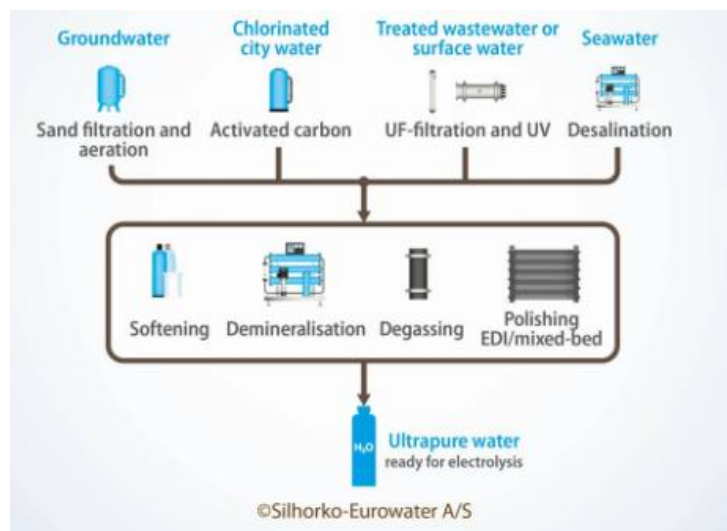 Groundwater
Chlorinated
city water
Treated wastewater or
surface water
Seawater
Sand filtration and
aeration
Activated carbon
UF-filtration and UV
Desalination
Softening
Demineralisation
Degassing
Polishing
EDI/mixed-bed
H₂O
Ultrapure water
ready for electrolysis
©Silhorko-Eurowater A/S